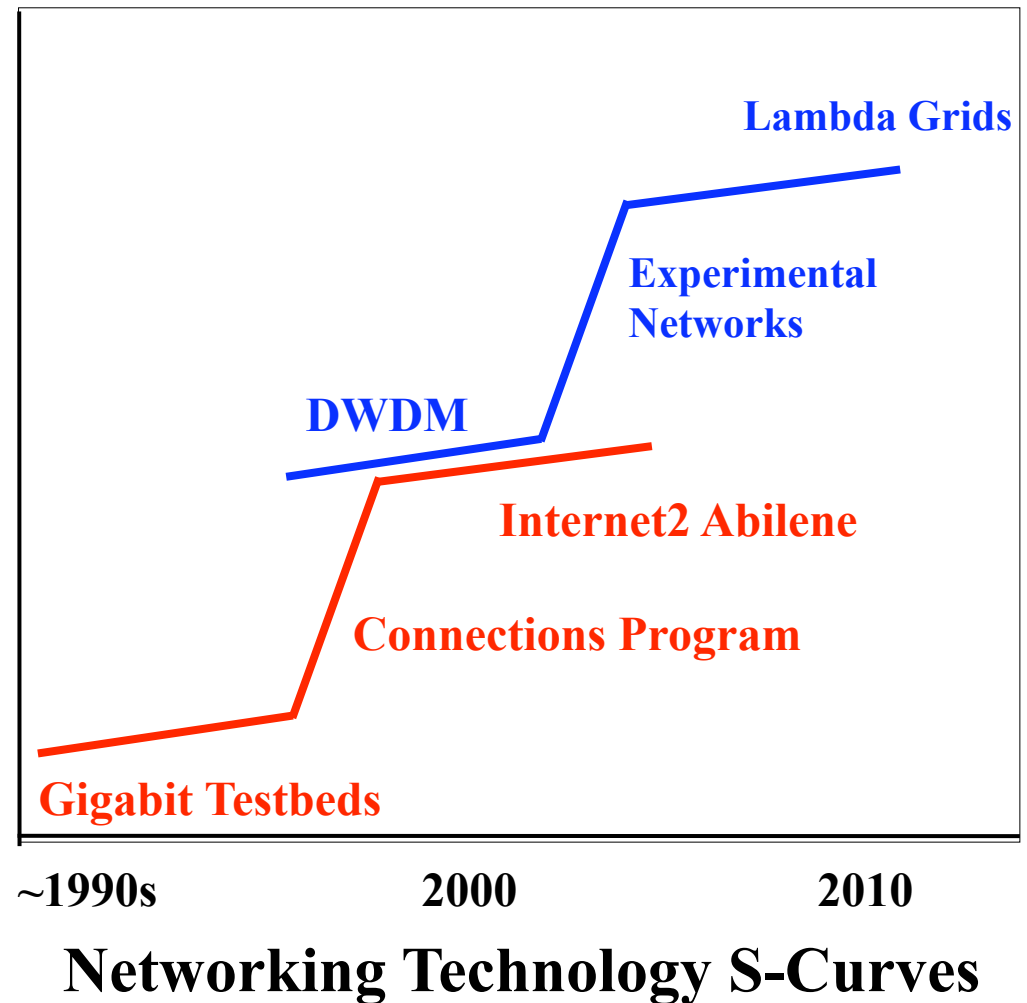 Lambda Grids
Experimental
Networks
DWDM
Internet2 Abilene
Connections Program
Gigabit Testbeds
~1990s 2000 2010
Networking Technology S-Curves